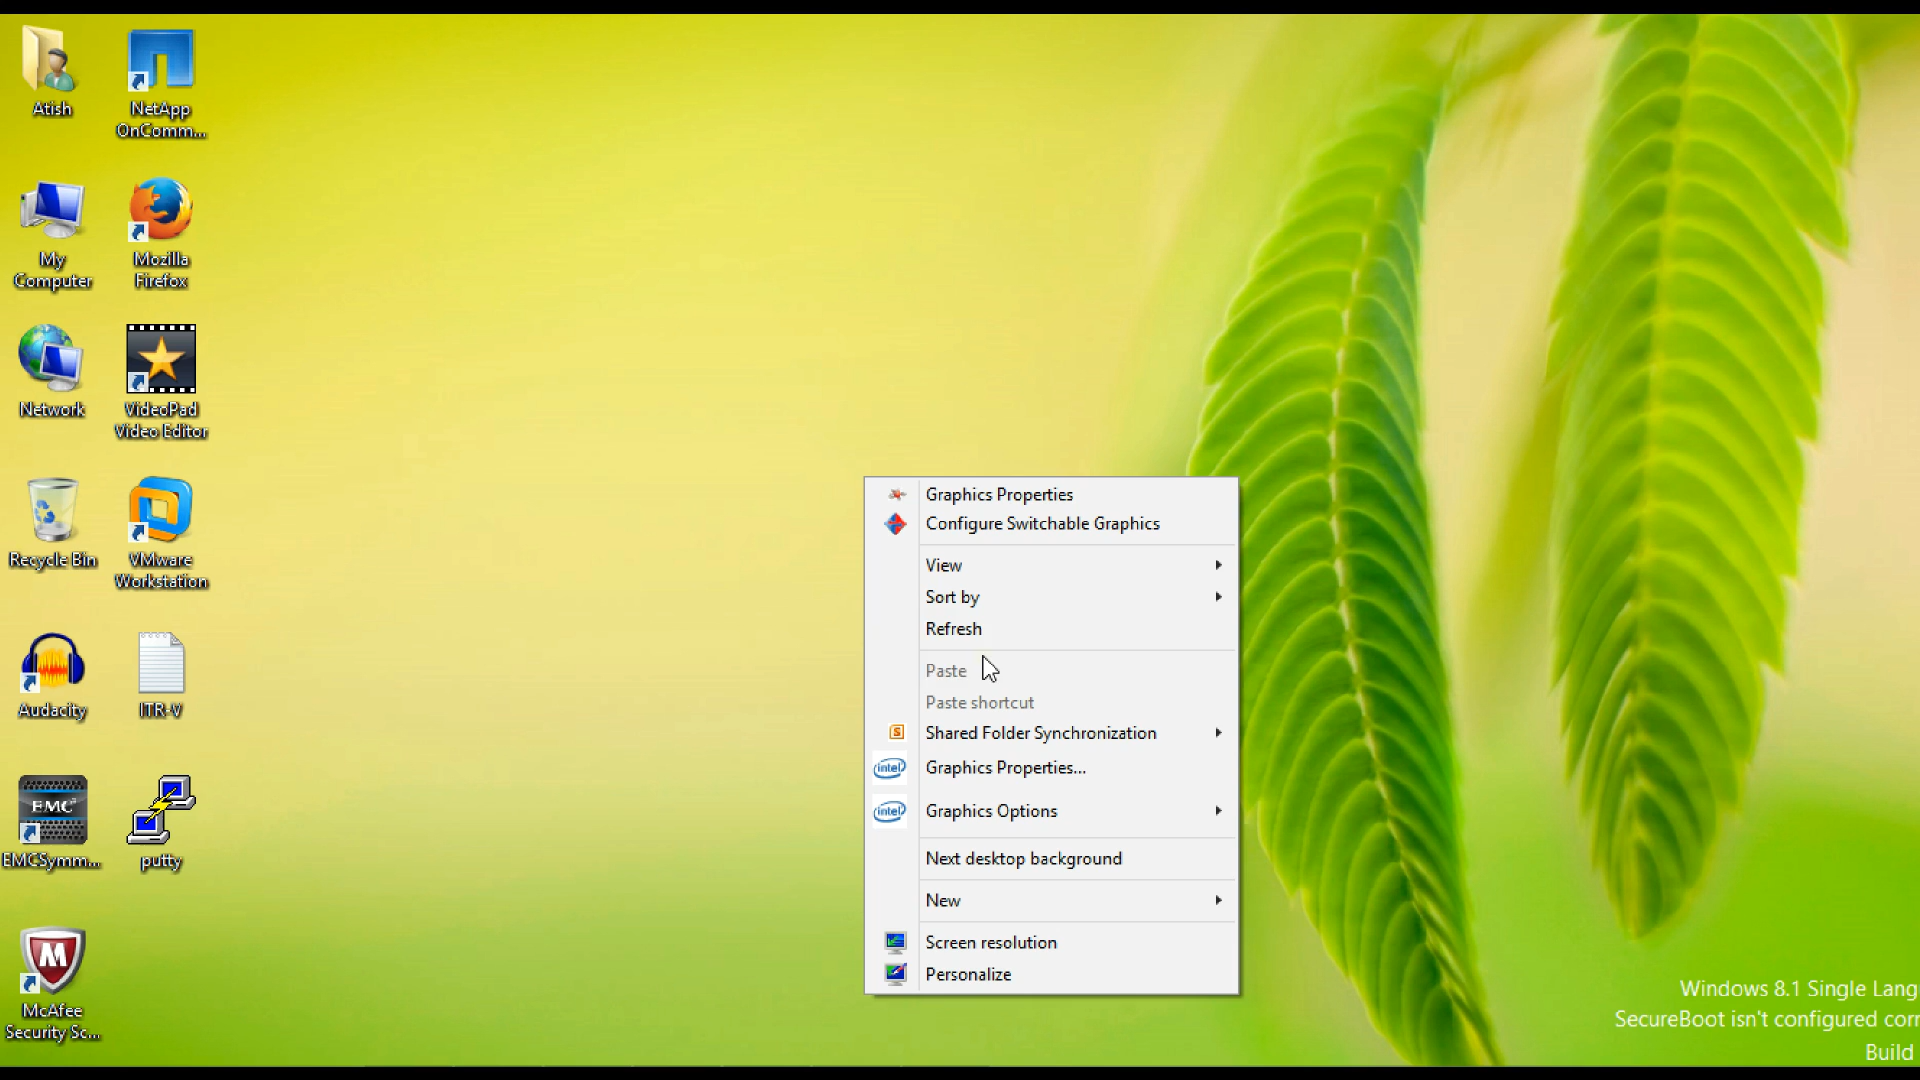 Atish
NetApp
OnComm...
My
Computer
Mozilla
Firefox
Network
VideoPad
Video Editor
Recycle Bin
VMware
Workstation
Audacity
ITR-V
EMC²
EMCSymm...
putty
M
McAfee
Security Sc...
Graphics Properties
Configure Switchable Graphics
View
Sort by
Refresh
Paste
Paste shortcut
S
Shared Folder Synchronization
intel
Graphics Properties...
intel
Graphics Options
Next desktop background
New
Screen resolution
Personalize
Windows 8.1 Single Lang
SecureBoot isn't configured corr
Build